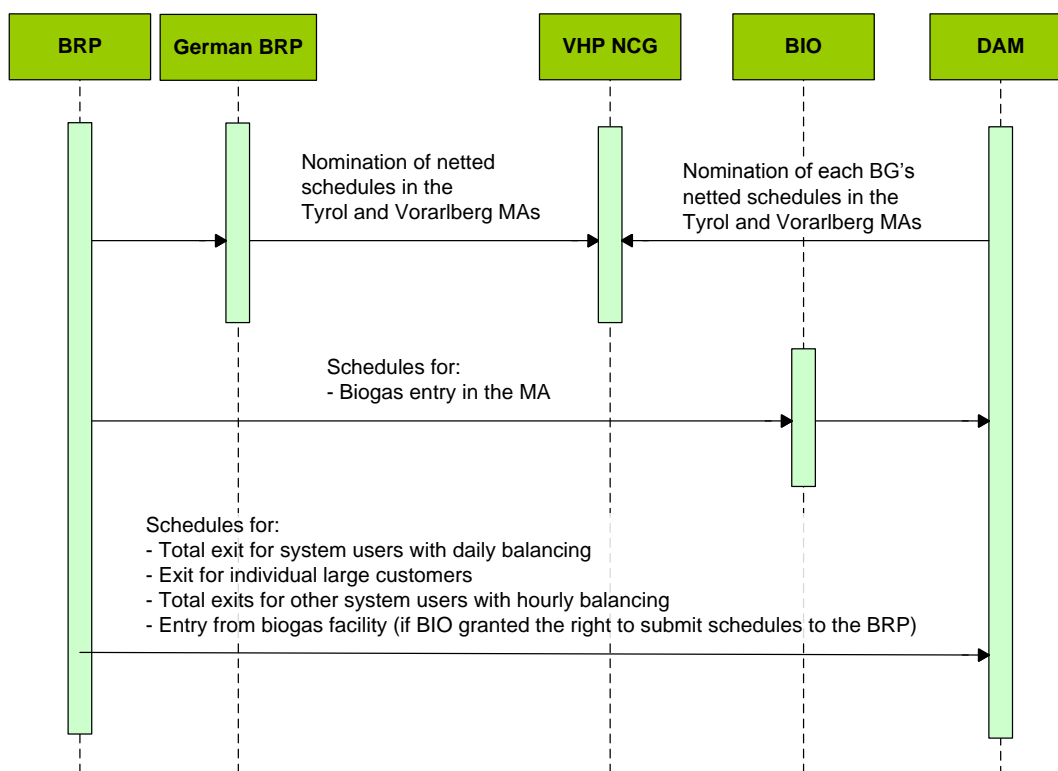 BRP
German BRP
VHP NCG
BIO
DAM
Nomination of netted
schedules in the
Tyrol and Vorarlberg MAs
Nomination of each BG’s
netted schedules in the
Tyrol and Vorarlberg MAs
Schedules for:
- Biogas entry in the MA
Schedules for:
- Total exit for system users with daily balancing
- Exit for individual large customers
- Total exits for other system users with hourly balancing
- Entry from biogas facility (if BIO granted the right to submit schedules to the BRP)